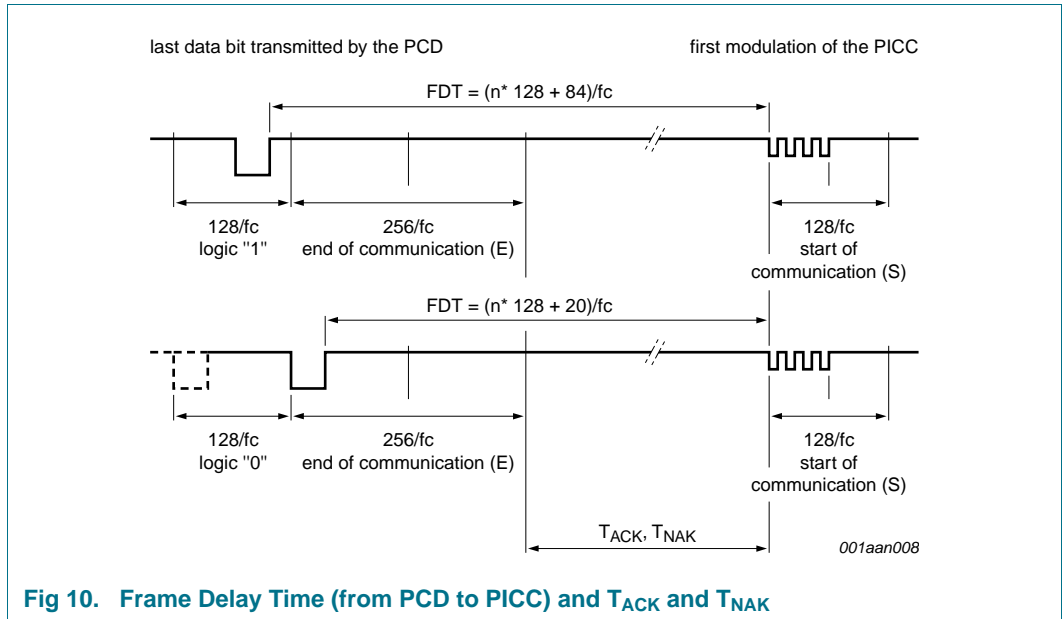 last data bit transmitted by the PCD
first modulation of the PICC
FDT = (n* 128 + 84)/fc
128/fc
logic "1"
256/fc
end of communication (E)
128/fc
start of
communication (S)
FDT = (n* 128 + 20)/fc
128/fc
logic "0"
256/fc
end of communication (E)
128/fc
start of
communication (S)
TACK, TNAK
001aan008
Fig 10. Frame Delay Time (from PCD to PICC) and TACK and TNAK